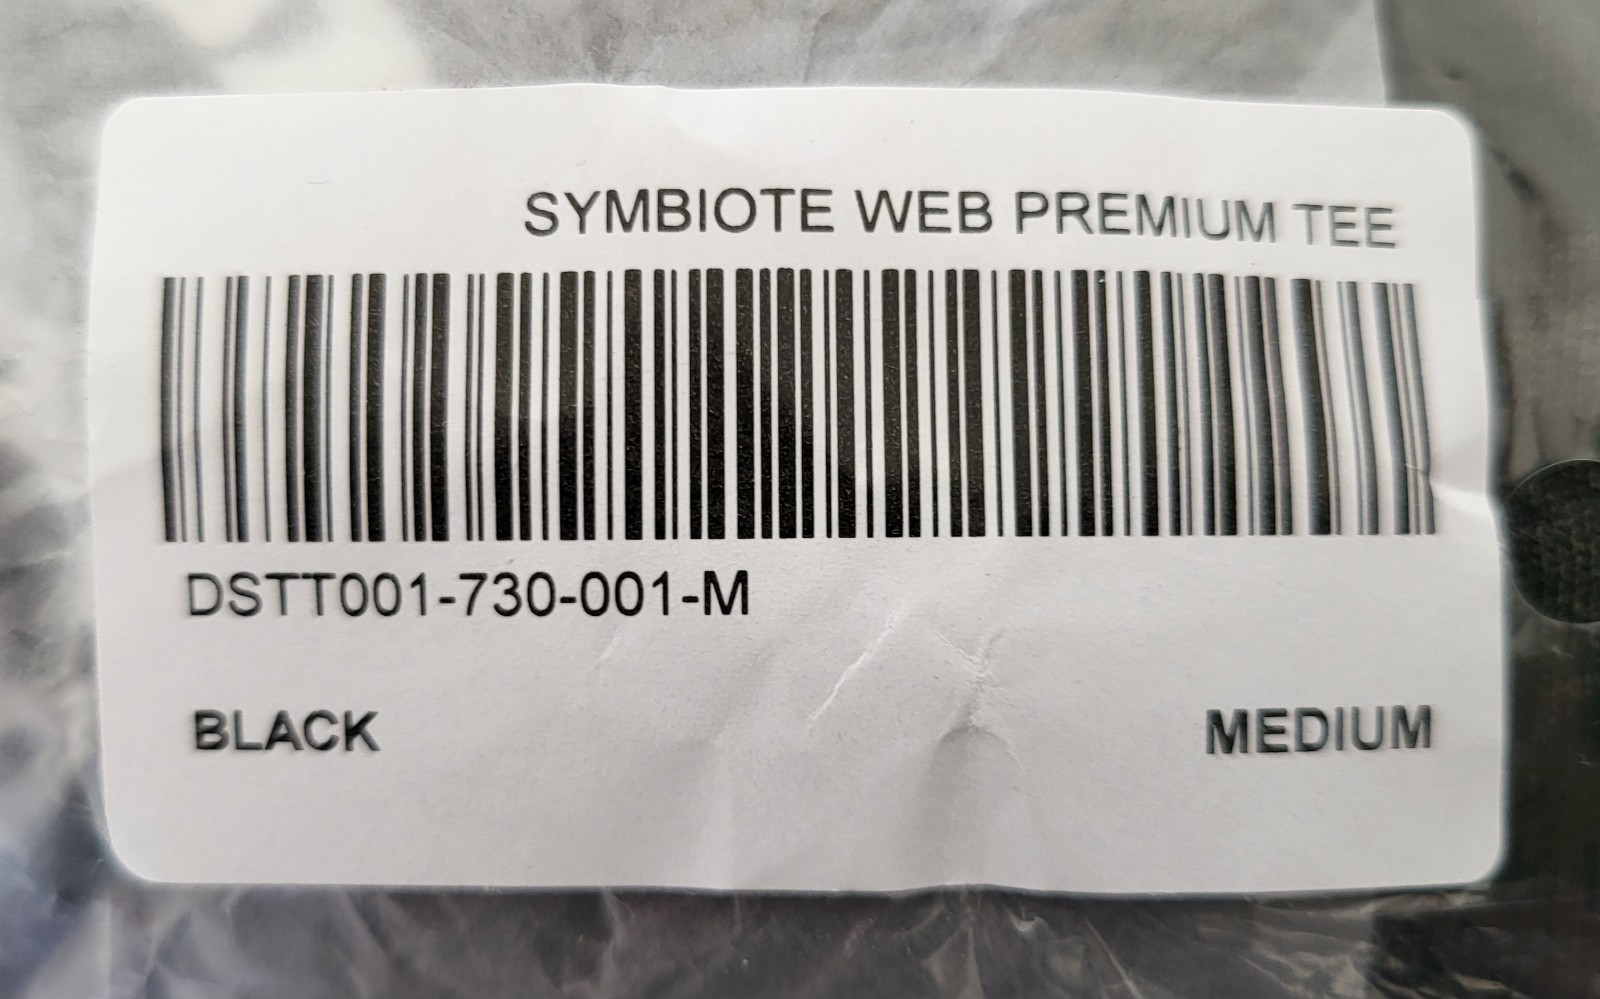 SYMBIOTE WEB PREMIUM TEE
DSTT001-730-001-M
BLACK
MEDIUM